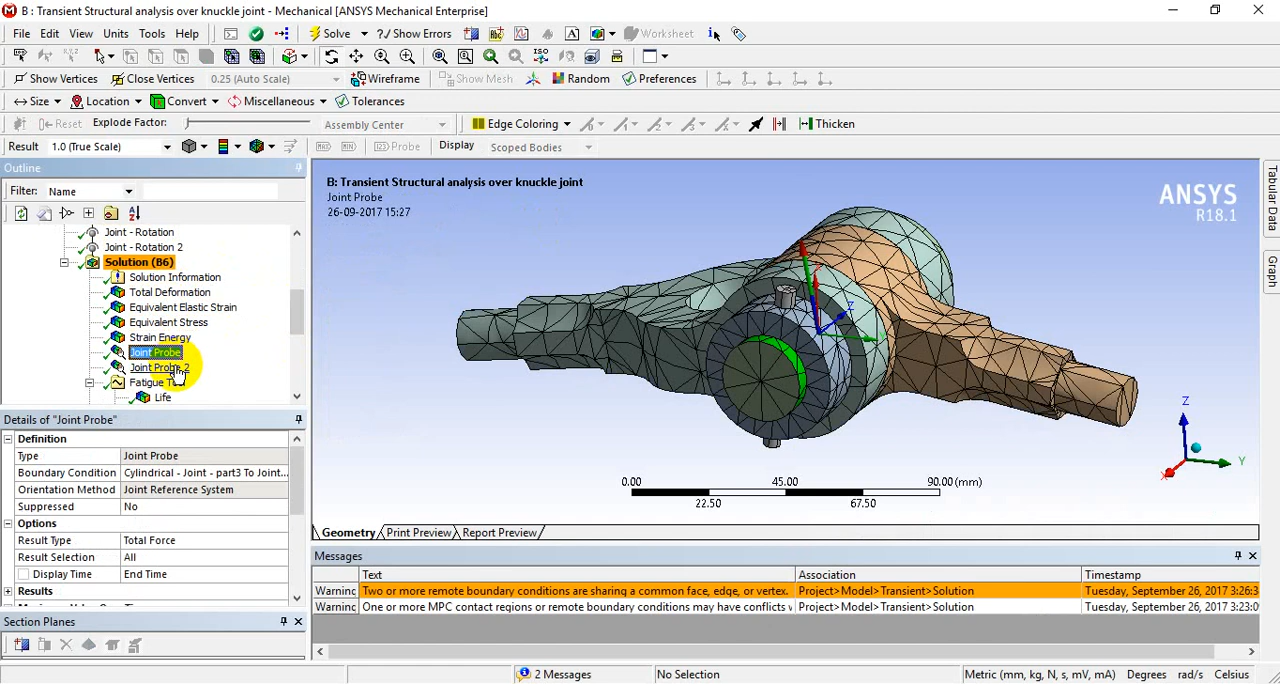 B : Transient Structural analysis over knuckle joint - Mechanical [ANSYS Mechanical Enterprise]
File Edit View Units Tools Help Solve ?/Show Errors Worksheet
Show Vertices Close Vertices 0.25 (Auto Scale) Wireframe Show Mesh Random Preferences
Size Location Convert Miscellaneous Tolerances
Reset Explode Factor: Assembly Center Edge Coloring Thicken
Result 1.0 (True Scale) Probe Display Scoped Bodies
Outline
Filter: Name
Joint - Rotation
Joint - Rotation 2
Solution (B6)
Solution Information
Total Deformation
Equivalent Elastic Strain
Equivalent Stress
Strain Energy
Joint Probe
Joint Probe 2
Fatigue
Life
Details of "Joint Probe"
Definition
Type Joint Probe
Boundary Condition Cylindrical - Joint - part3 To Joint...
Orientation Method Joint Reference System
Suppressed No
Options
Result Type Total Force
Result Selection All
Display Time End Time
Results
Section Planes
B: Transient Structural analysis over knuckle joint
Joint Probe
26-09-2017 15:27
ANSYS
R18.1
Z
Z
Y
X
0.00 45.00 90.00 (mm)
22.50 67.50
Geometry Print Preview Report Preview
Tabular Data
Graph
Messages
Text Association Timestamp
Warninc Two or more remote boundary conditions are sharing a common face, edge, or vertex. Project>Model>Transient>Solution Tuesday, September 26, 2017 3:26:3
Warninc One or more MPC contact regions or remote boundary conditions may have conflicts v Project>Model>Transient>Solution Tuesday, September 26, 2017 3:23:0
2 Messages No Selection Metric (mm, kg, N, s, mV, mA) Degrees rad/s Celsius